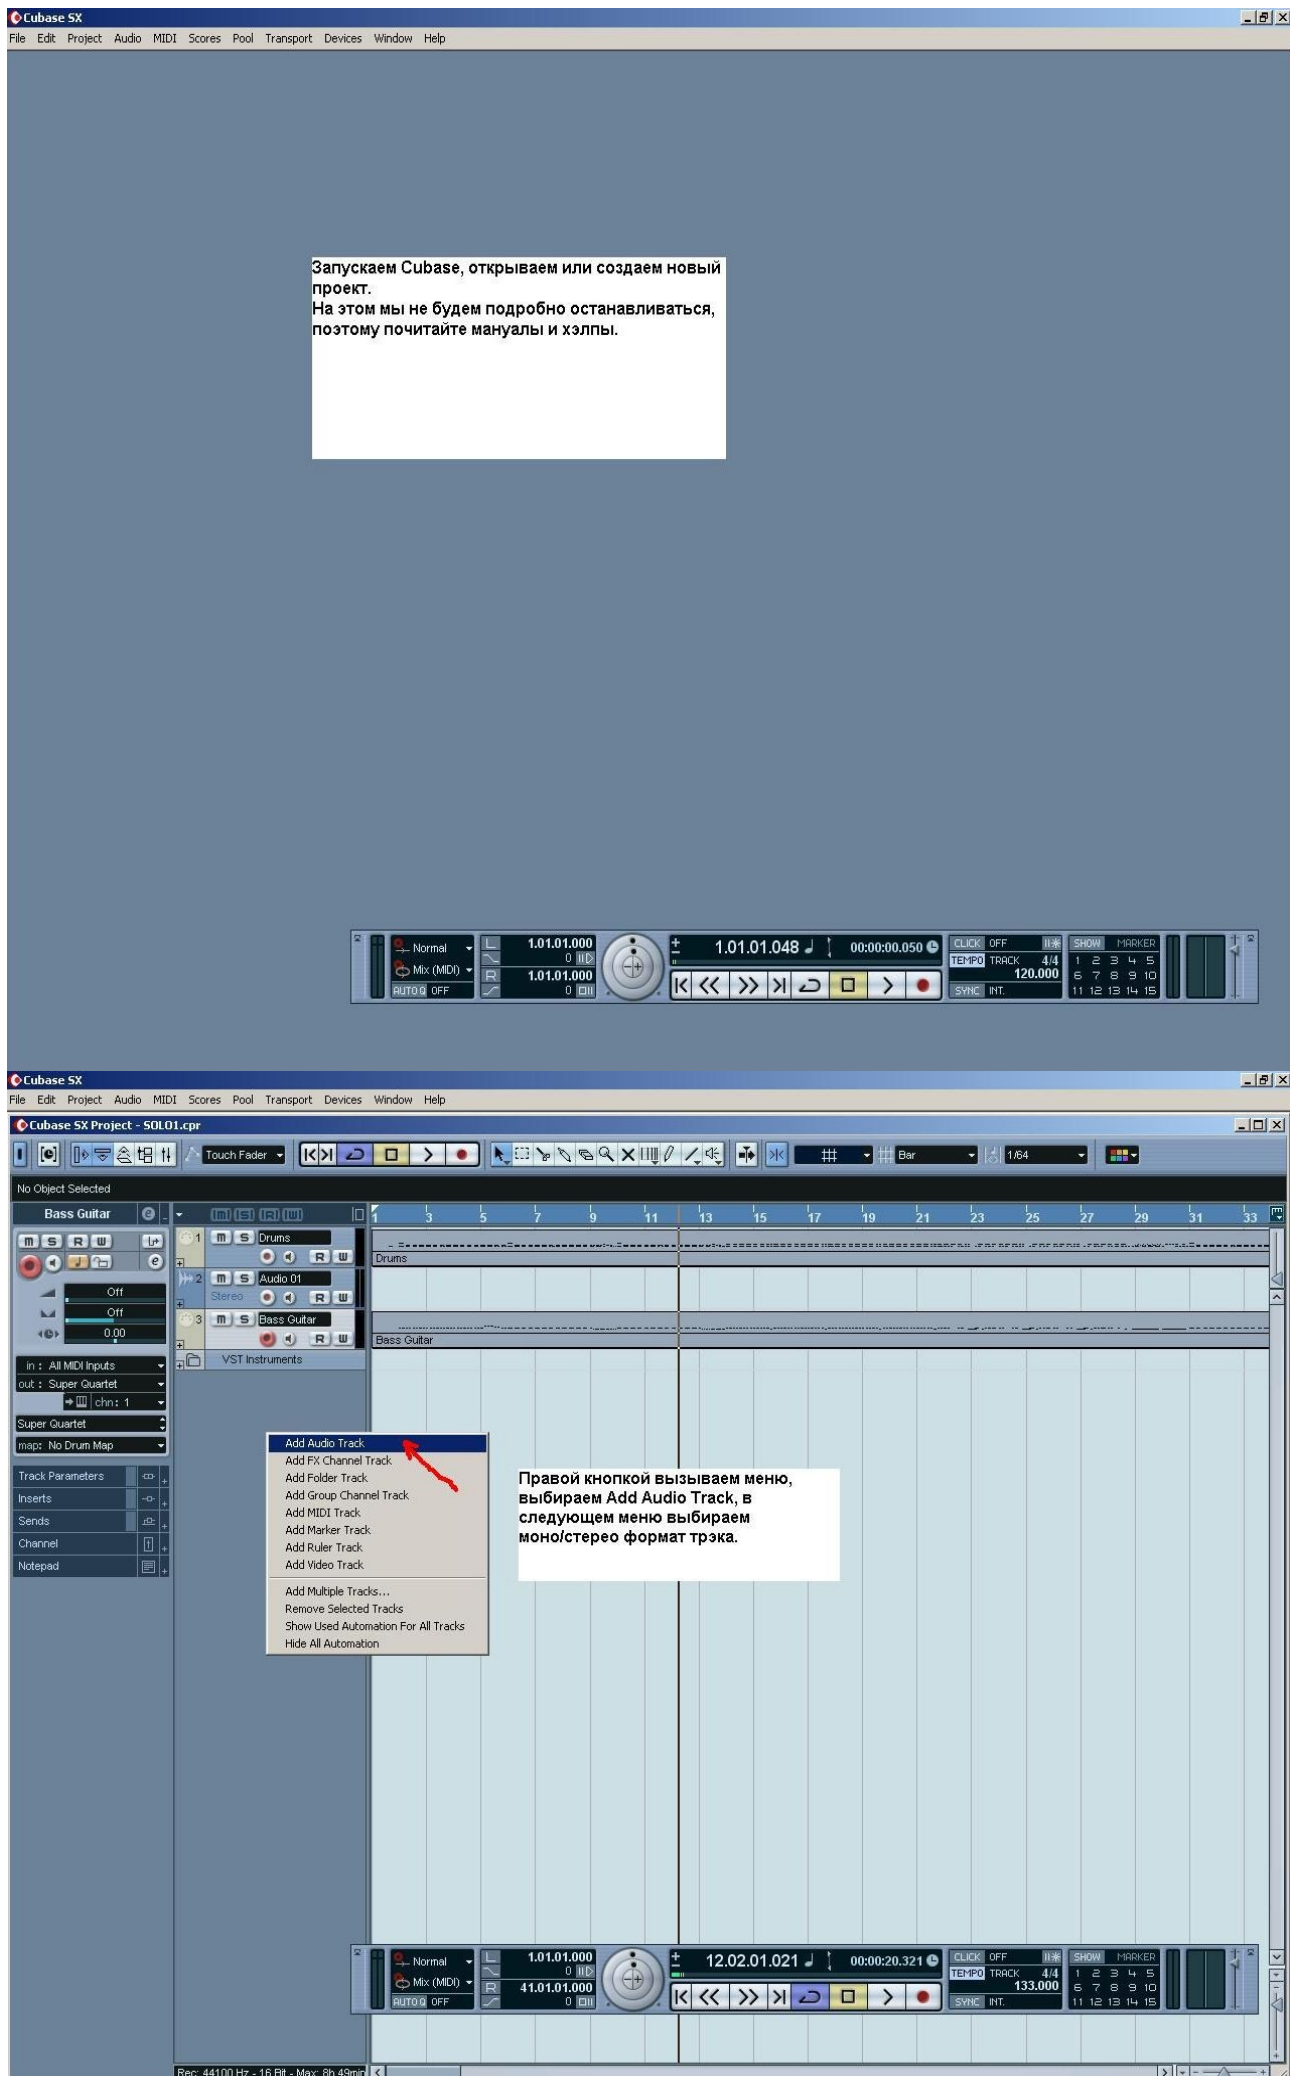 Cubase SX
File Edit Project Audio MIDI Scores Pool Transport Devices Window Help
Запускаем Cubase, открываем или создаем новый
проект.
На этом мы не будем подробно останавливаться,
поэтому почитайте мануалы и хэлпы.
Normal L 1.01.01.000 1.01.01.048 00:00:00.050 CLICK OFF SHOW MARKER
0 TEMPO TRACK 4/4 1 2 3 4 5
Mix (MIDI) R 1.01.01.000 120.000 6 7 8 9 10
AUTO Q OFF 0 SYNC INT. 11 12 13 14 15
Cubase SX
File Edit Project Audio MIDI Scores Pool Transport Devices Window Help
Cubase SX Project - SOLO1.cpr
Touch Fader Bar 1/64
No Object Selected
Bass Guitar e (m) (S) (R) (W) 1 3 5 7 9 11 13 15 17 19 21 23 25 27 29 31 33
m S R W 1 m S Drums
e R W Drums
Off 2 m S Audio 01
Stereo R W
Off 3 m S Bass Guitar
0.00 R W Bass Guitar
in : All MIDI Inputs VST Instruments
out : Super Quartet
chn: 1
Super Quartet
map: No Drum Map
Track Parameters
Inserts
Sends
Channel
Notepad
Add Audio Track
Add FX Channel Track
Add Folder Track
Add Group Channel Track
Add MIDI Track
Add Marker Track
Add Ruler Track
Add Video Track
Add Multiple Tracks...
Remove Selected Tracks
Show Used Automation For All Tracks
Hide All Automation
Правой кнопкой вызываем меню,
выбираем Add Audio Track, в
следующем меню выбираем
моно/стерео формат трэка.
Normal L 1.01.01.000 12.02.01.021 00:00:20.321 CLICK OFF SHOW MARKER
0 TEMPO TRACK 4/4 1 2 3 4 5
Mix (MIDI) R 41.01.01.000 133.000 6 7 8 9 10
AUTO Q OFF 0 SYNC INT. 11 12 13 14 15
Rec: 44100 Hz - 16 Bit - Max: 8h 49min